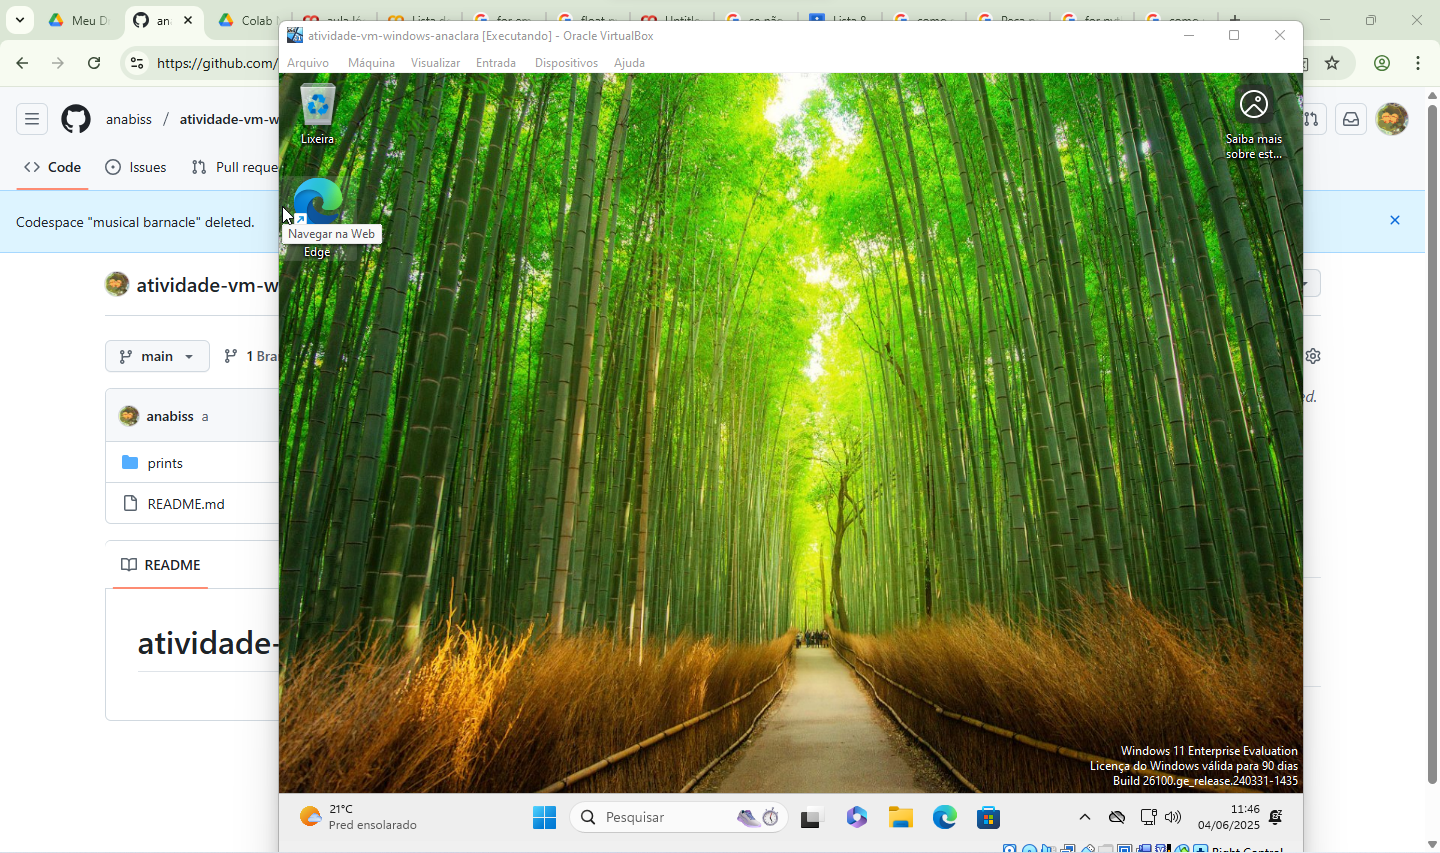 Meu D
an
Colab
https://github.com/
atividade-vm-windows-anaclara [Executando] - Oracle VirtualBox
Arquivo Máquina Visualizar Entrada Dispositivos Ajuda
anabiss / atividade-vm-w
Code Issues Pull reque
Codespace "musical barnacle" deleted.
Lixeira
Saiba mais
sobre est...
Navegar na Web
Edge
atividade-vm-w
main 1 Bra
anabiss a
prints
README.md
README
atividade-
ed.
Windows 11 Enterprise Evaluation
Licença do Windows válida para 90 dias
Build 26100.ge_release.240331-1435
21°C
Pred ensolarado
Pesquisar
11:46
04/06/2025
Right Control